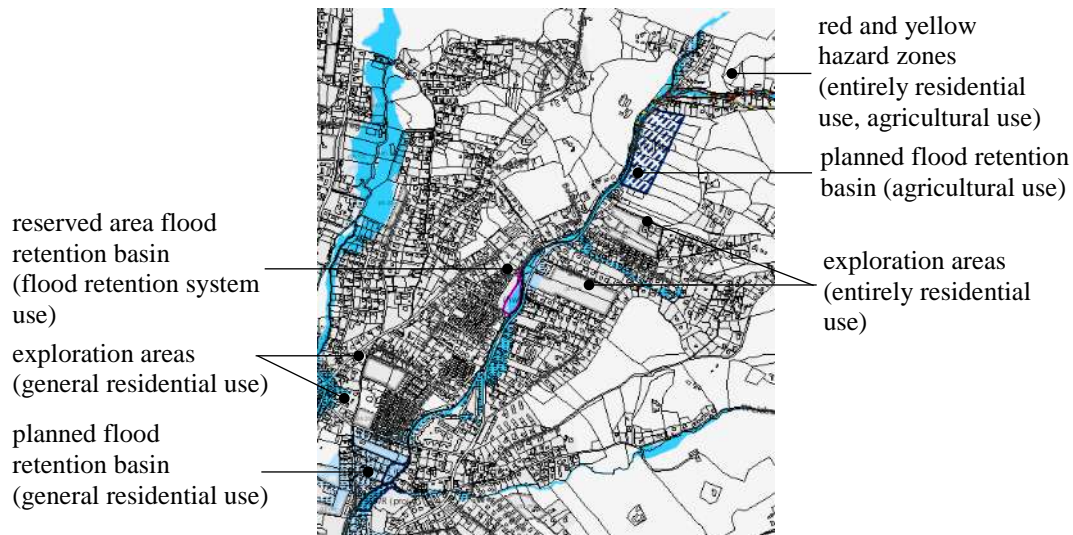 red and yellow
hazard zones
(entirely residential
use, agricultural use)
planned flood retention
basin (agricultural use)
exploration areas
(entirely residential
use)
reserved area flood
retention basin
(flood retention system
use)
exploration areas
(general residential use)
planned flood
retention basin
(general residential use)